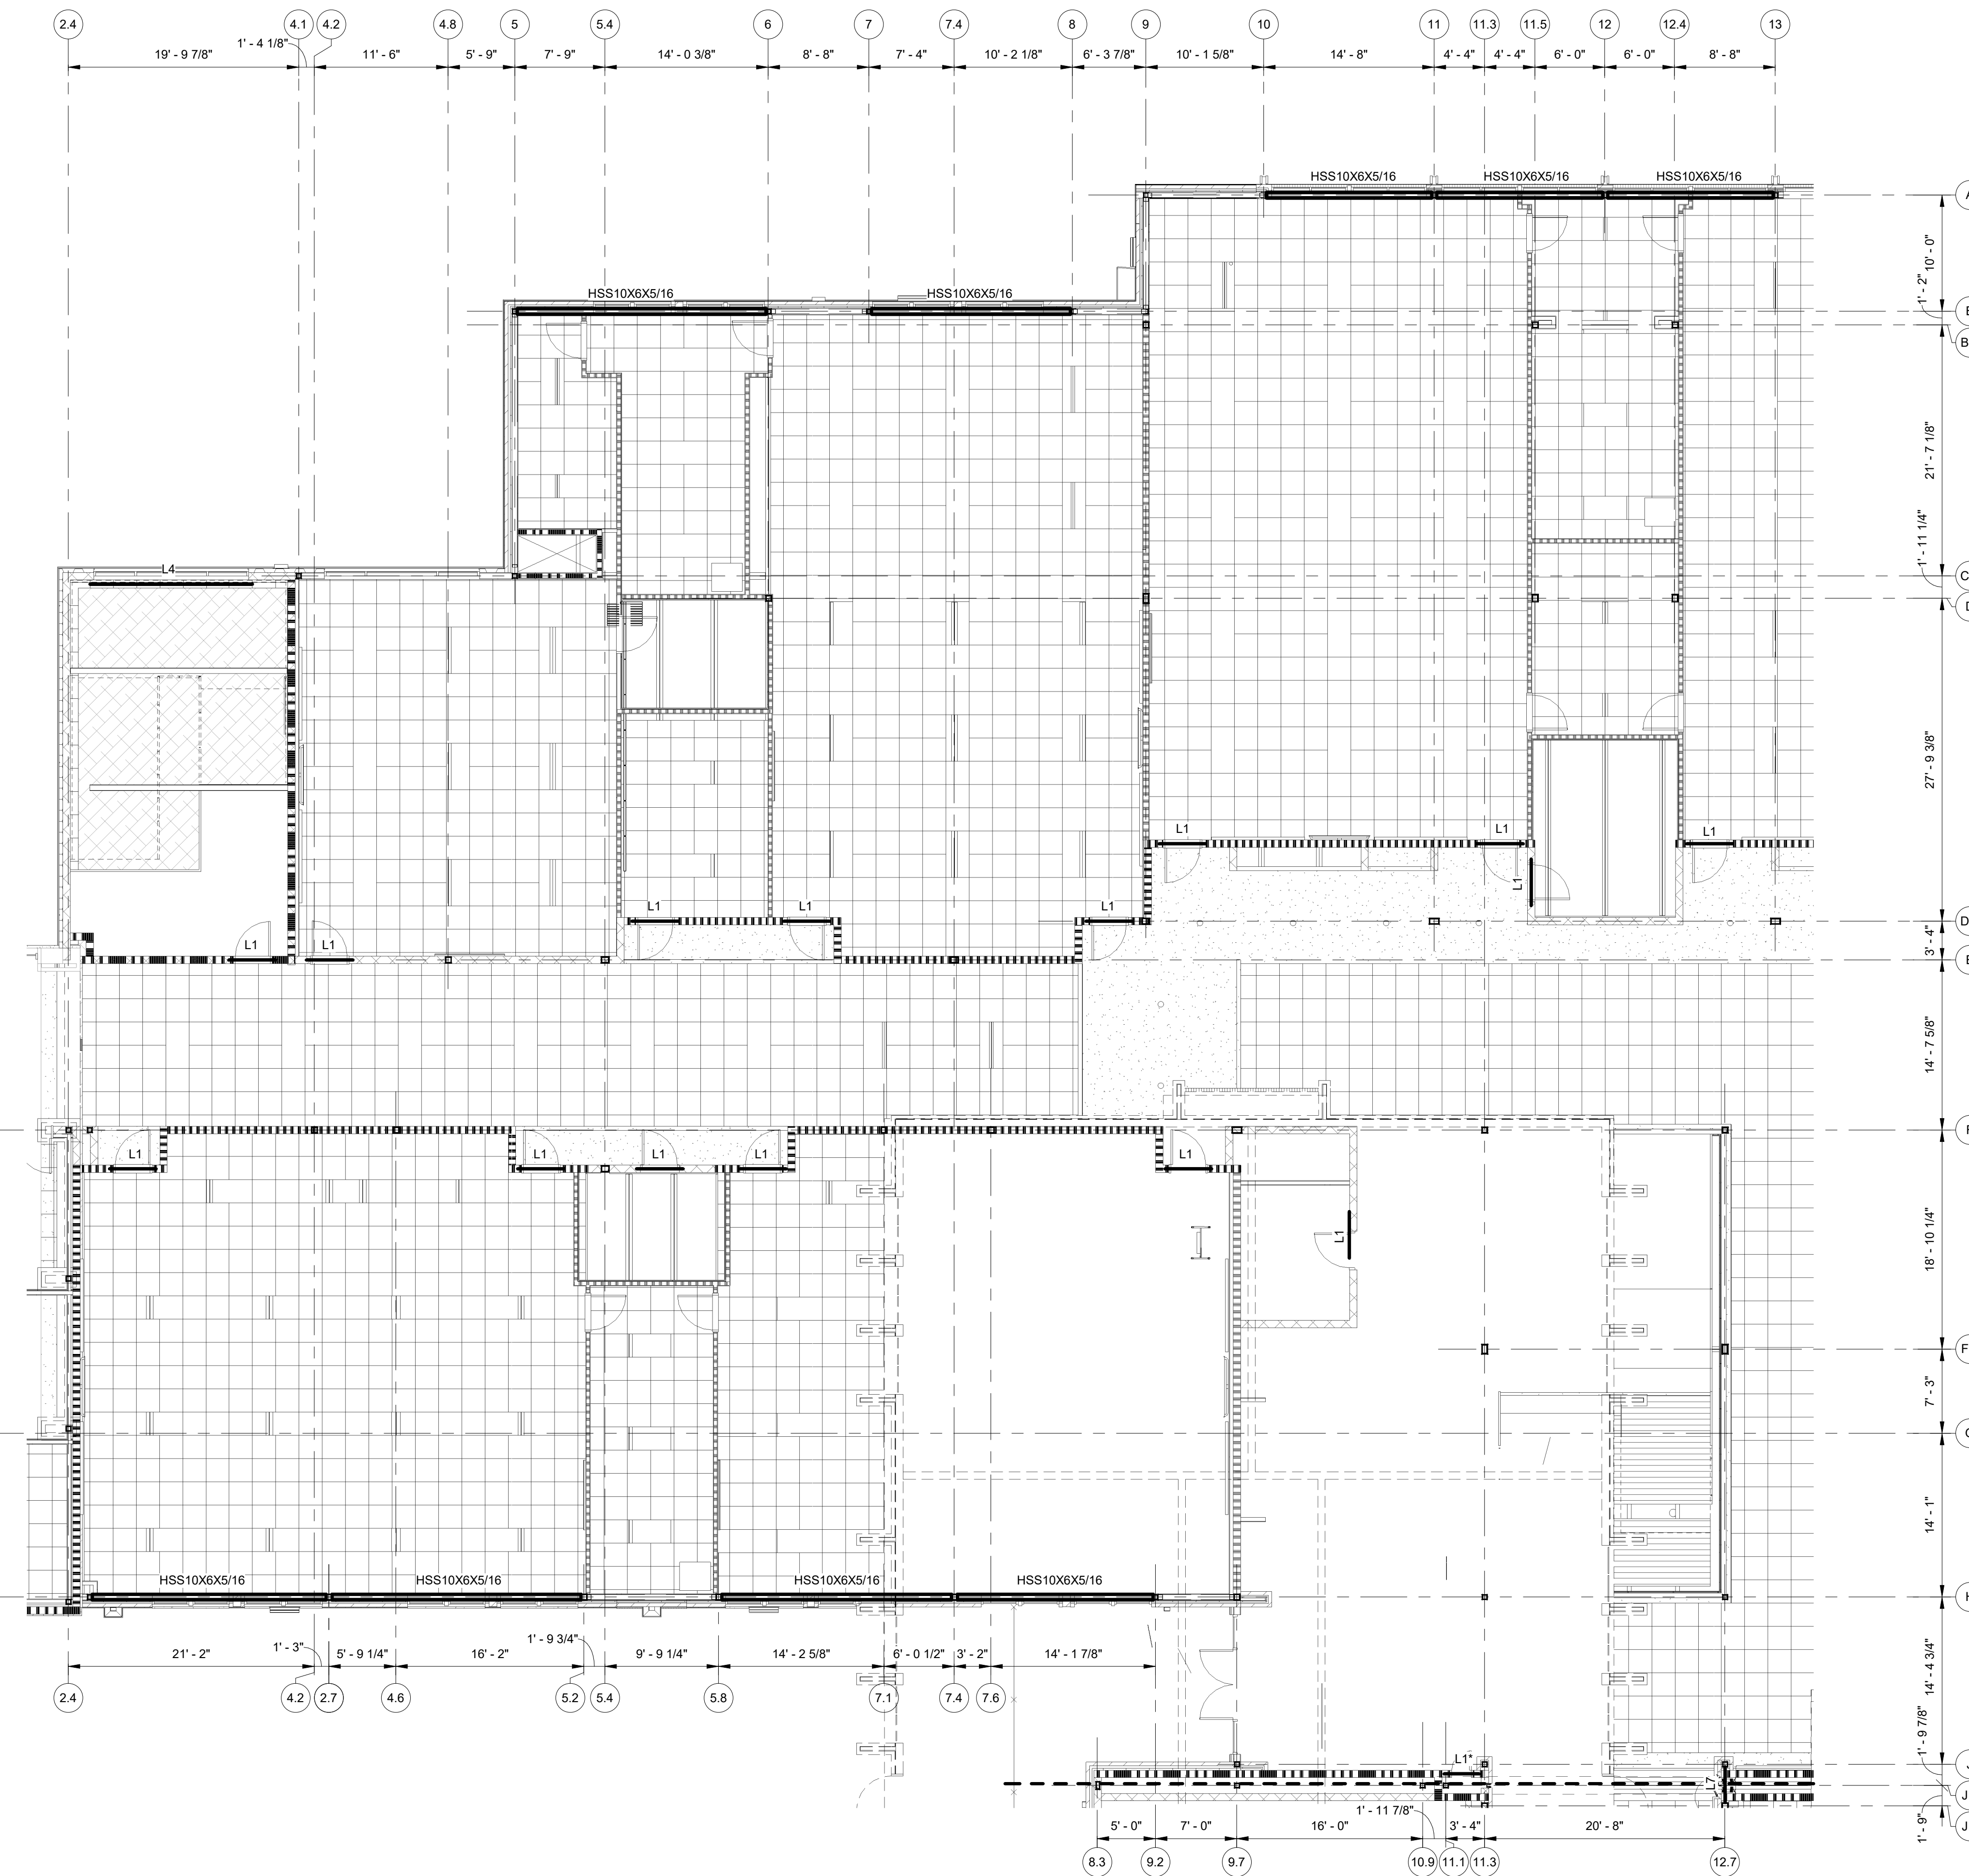 2.4 4.1 4.2 4.8 5 5.4 6 7 7.4 8 9 10 11 11.3 11.5 12 12.4 13
19' - 9 7/8" 1' - 4 1/8" 11' - 6" 5' - 9" 7' - 9" 14' - 0 3/8" 8' - 8" 7' - 4" 10' - 2 1/8" 6' - 3 7/8" 10' - 1 5/8" 14' - 8" 4' - 4" 4' - 4" 6' - 0" 6' - 0" 8' - 8"
HSS10X6X5/16 HSS10X6X5/16 HSS10X6X5/16
A
10' - 0"
HSS10X6X5/16 HSS10X6X5/16
1' - 2"
B
21' - 7 1/8"
L4
1' - 11 1/4"
C
27' - 9 3/8"
L1 L1 L1
L1
L1 L1 L1
D
L1 L1
3' - 4"
14' - 7 5/8"
L1 L1 L1 L1 L1
L1
18' - 10 1/4"
F
7' - 3"
14' - 1"
HSS10X6X5/16 HSS10X6X5/16 HSS10X6X5/16 HSS10X6X5/16
H
21' - 2" 1' - 3" 5' - 9 1/4" 16' - 2" 1' - 9 3/4" 9' - 9 1/4" 14' - 2 5/8" 6' - 0 1/2" 3' - 2" 14' - 1 7/8"
14' - 4 3/4"
2.4 4.2 2.7 4.6 5.2 5.4 5.8 7.1 7.4 7.6
1' - 9 7/8"
L1*
L7
J
1' - 9"
5' - 0" 7' - 0" 16' - 0" 1' - 11 7/8" 3' - 4" 20' - 8"
8.3 9.2 9.7 10.9 11.1 11.3 12.7